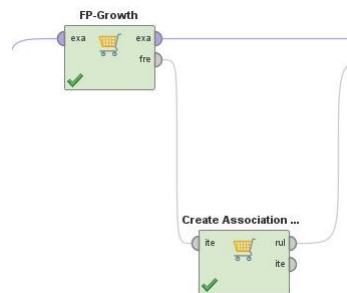 FP-Growth
exa exa
fre
Create Association ...
ite rul
ite